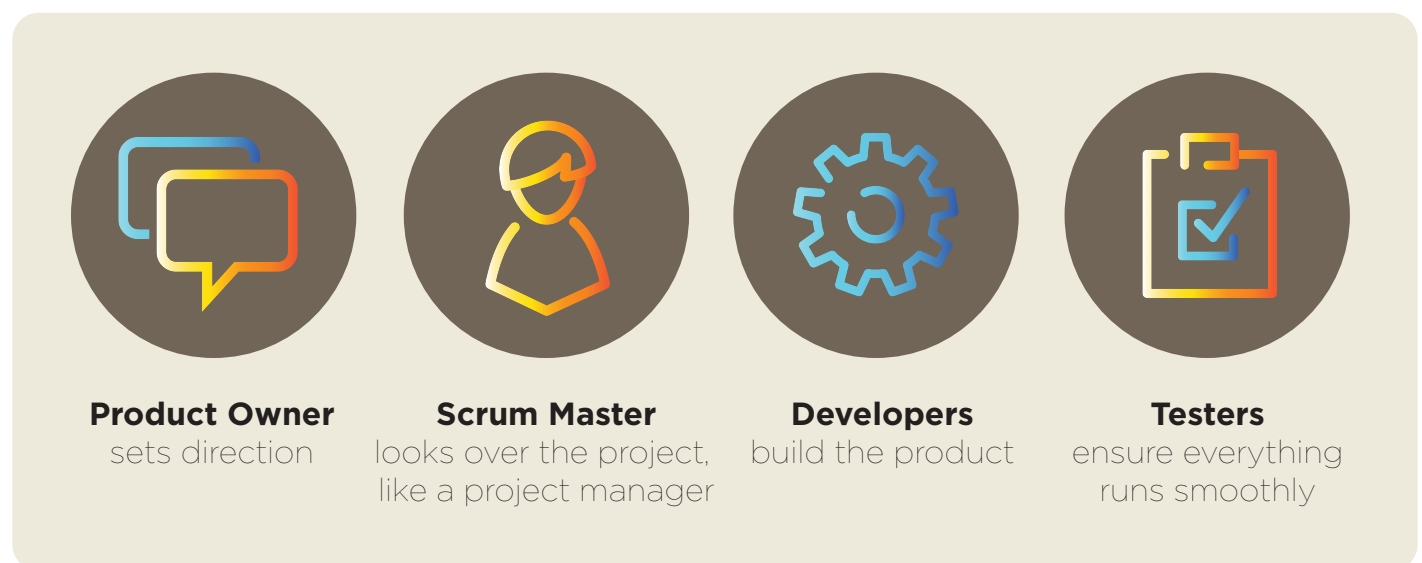 Product Owner
sets direction
Scrum Master
looks over the project,
like a project manager
Developers
build the product
Testers
ensure everything
runs smoothly